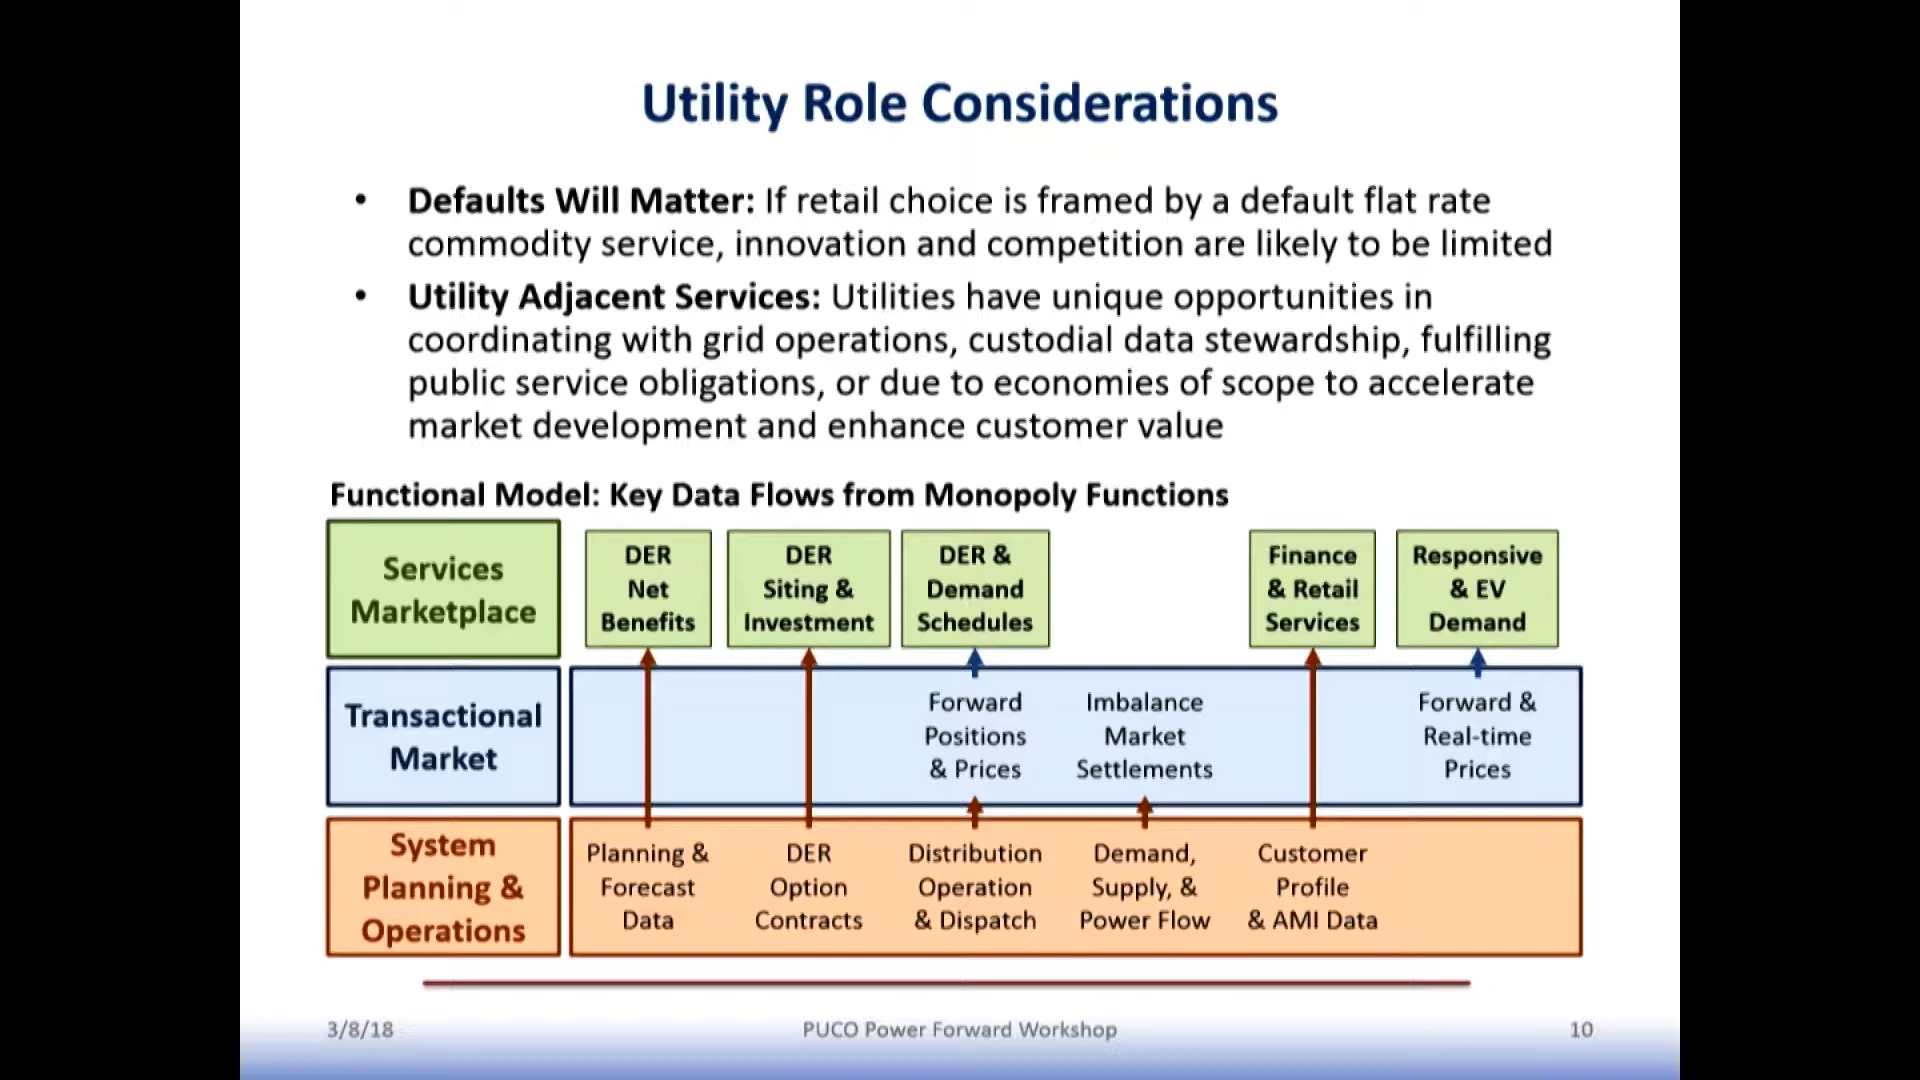 Utility Role Considerations
• Defaults Will Matter: If retail choice is framed by a default flat rate
commodity service, innovation and competition are likely to be limited
• Utility Adjacent Services: Utilities have unique opportunities in
coordinating with grid operations, custodial data stewardship, fulfilling
public service obligations, or due to economies of scope to accelerate
market development and enhance customer value
Functional Model: Key Data Flows from Monopoly Functions
Services
Marketplace
DER
Net
Benefits
DER
Siting &
Investment
DER &
Demand
Schedules
Finance
& Retail
Services
Responsive
& EV
Demand
Transactional
Market
Forward
Positions
& Prices
Imbalance
Market
Settlements
Forward &
Real-time
Prices
System
Planning &
Operations
Planning &
Forecast
Data
DER
Option
Contracts
Distribution
Operation
& Dispatch
Demand,
Supply, &
Power Flow
Customer
Profile
& AMI Data
3/8/18
PUCO Power Forward Workshop
10